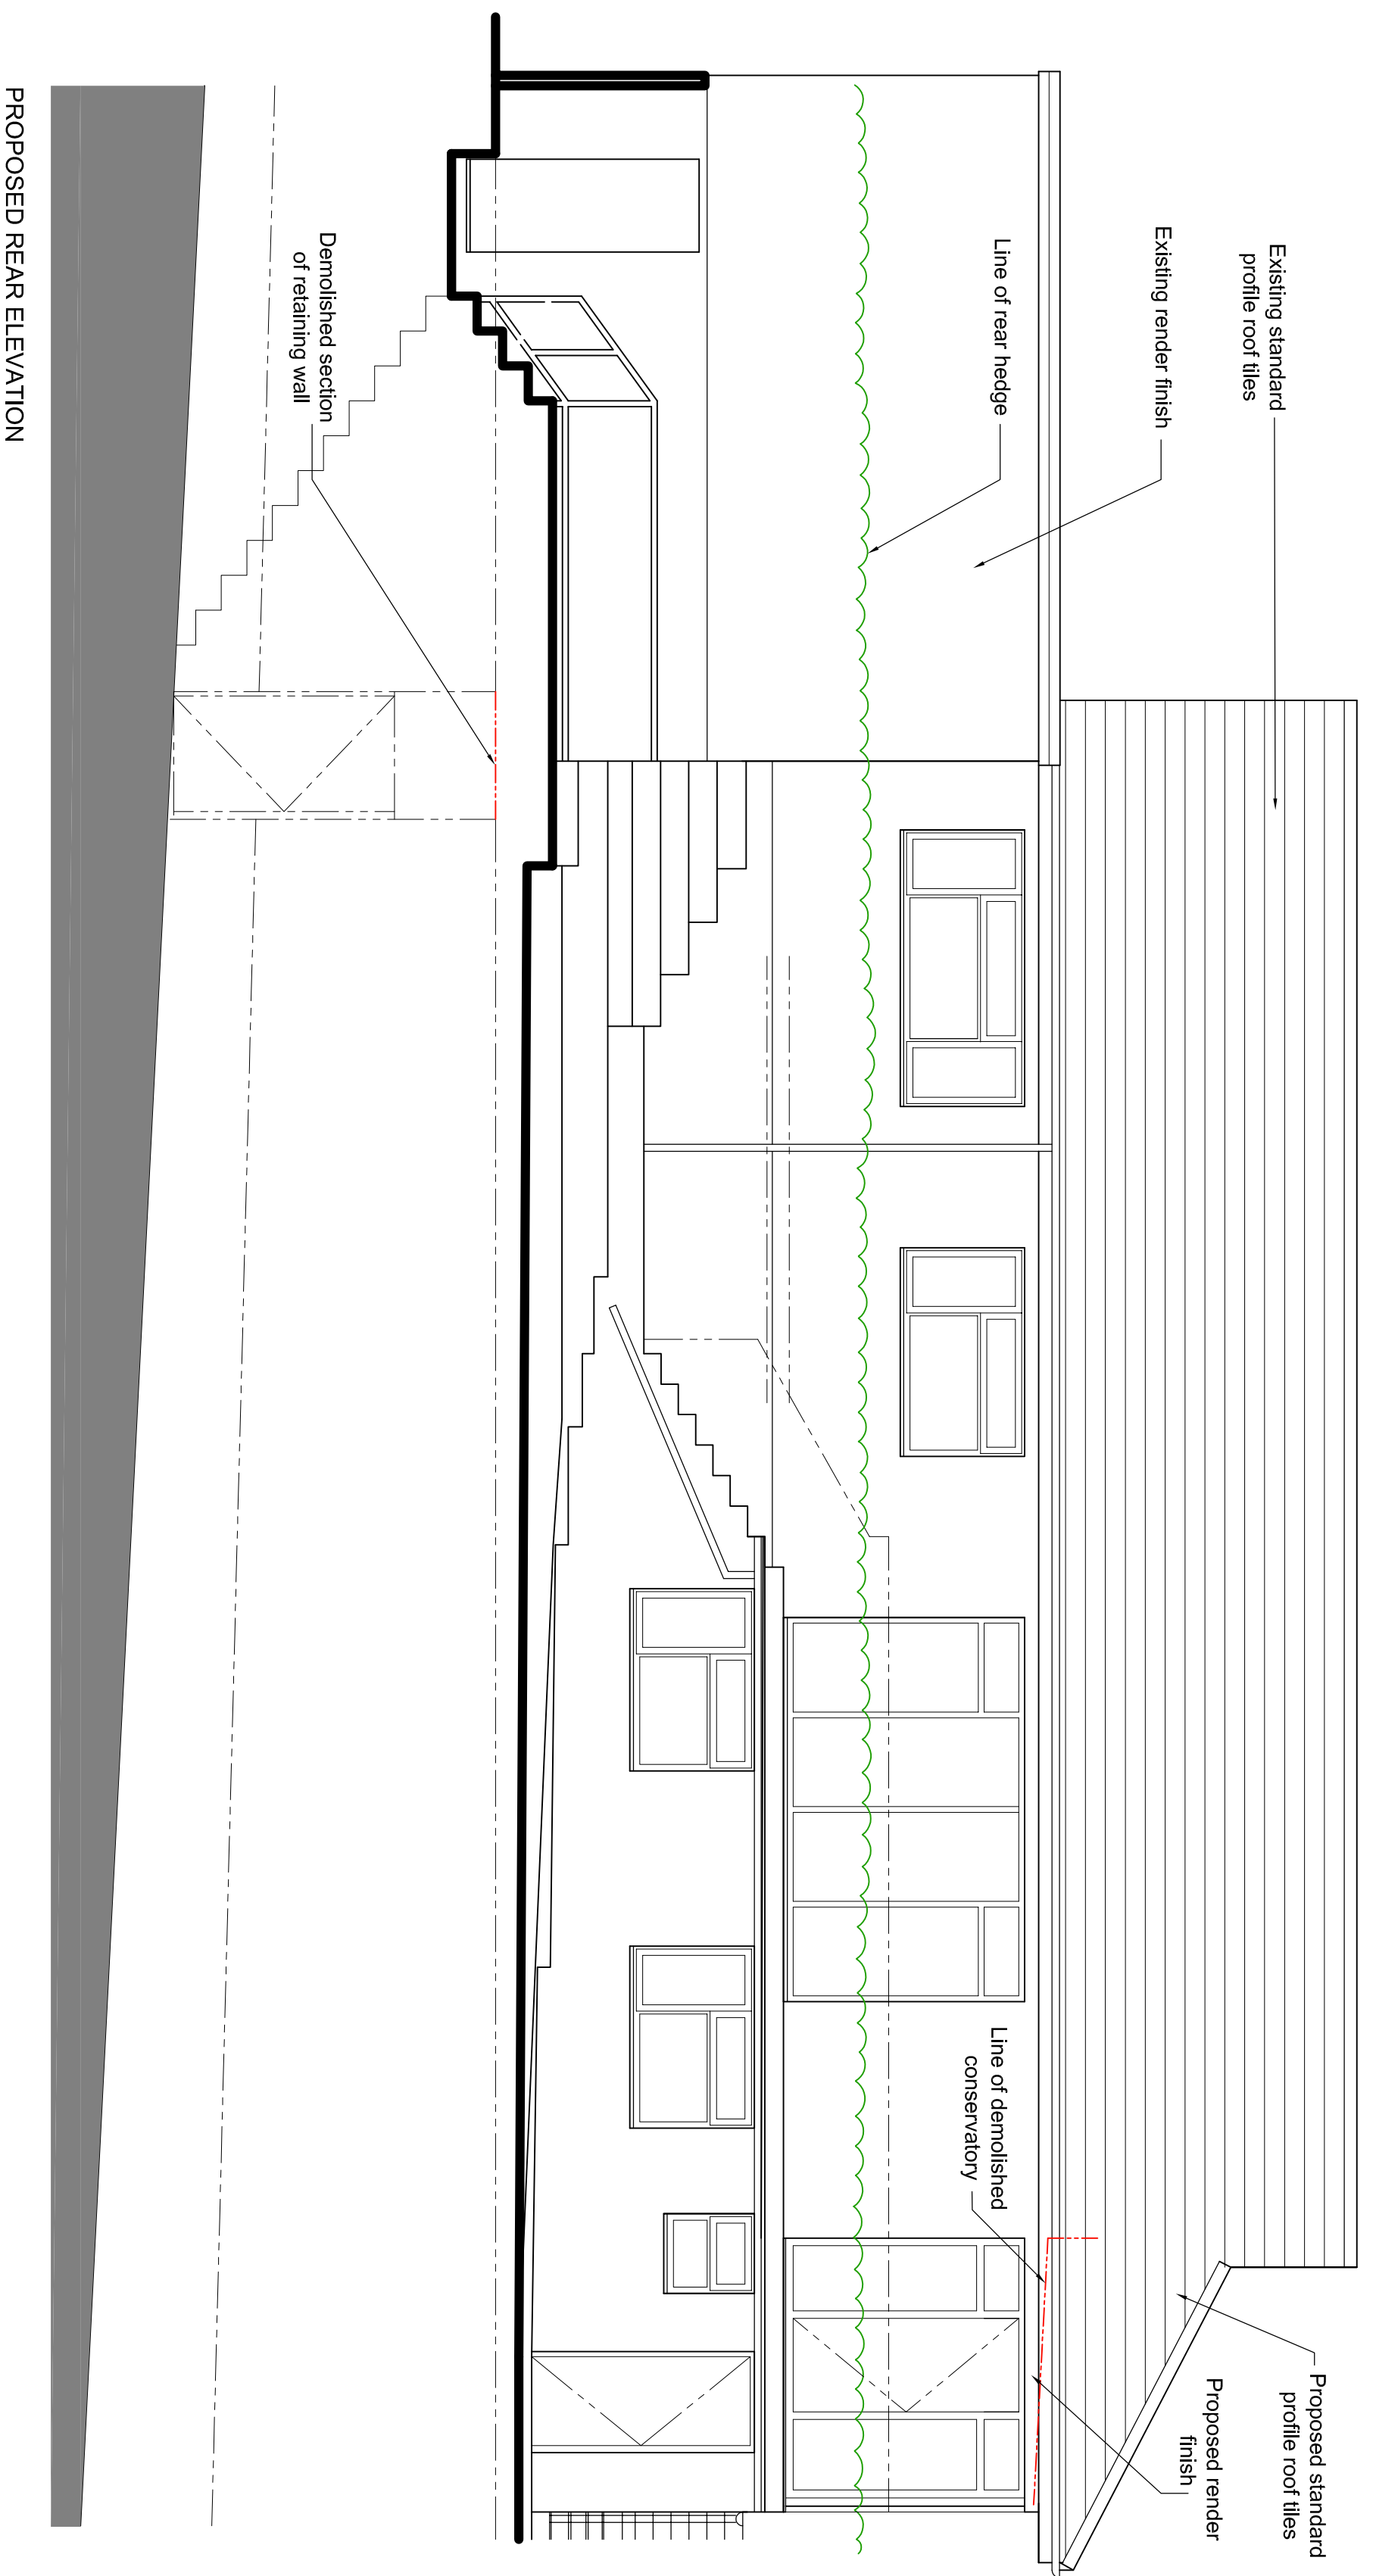 Existing standard
profile roof tiles
Existing render finish
Line of rear hedge
Demolished section
of retaining wall
Line of demolished
conservatory
Proposed standard
profile roof tiles
Proposed render
finish
PROPOSED REAR ELEVATION